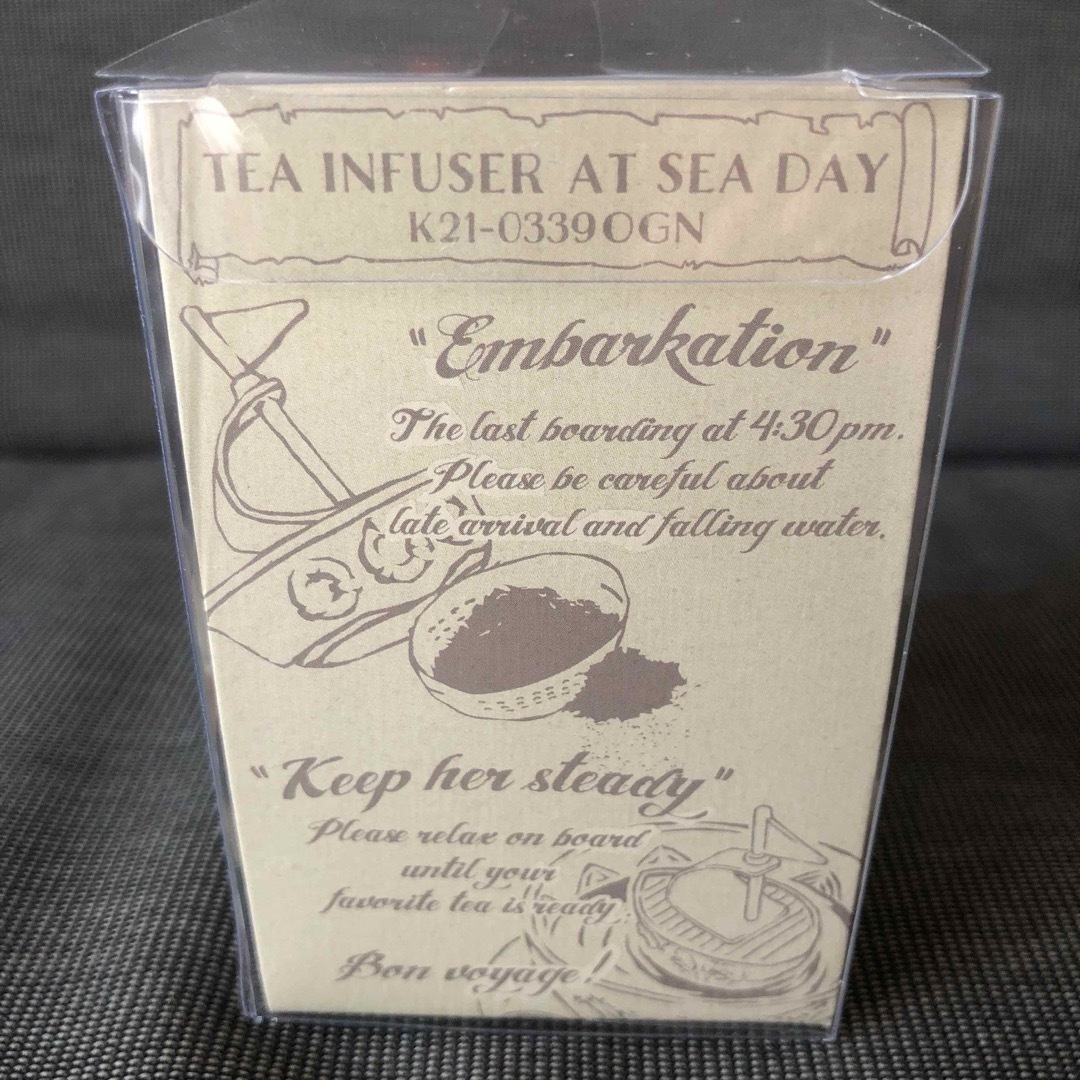 TEA INFUSER AT SEA DAY
K21-0339OGN
"Embarkation"
The last boarding at 4:30pm.
Please be careful about
late arrival and falling water.
"Keep her steady"
Please relax on board
until your
favorite tea is ready
Bon voyage!